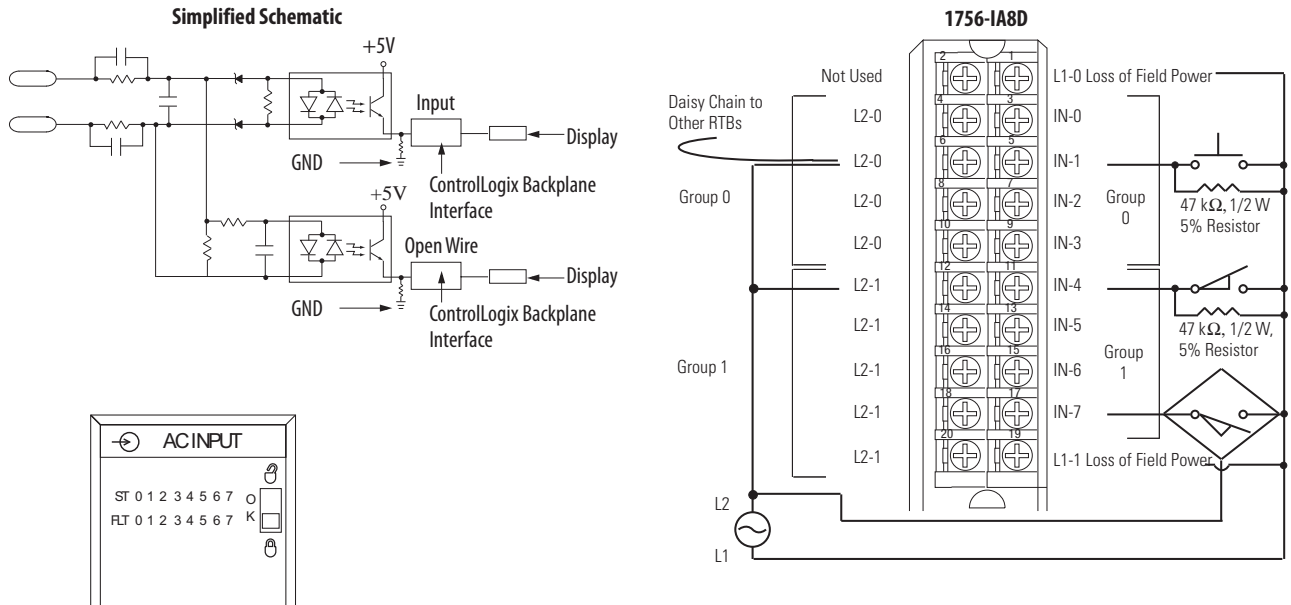 Simplified Schematic
+5V
Input
Display
GND
ControlLogix Backplane
Interface
+5V
Open Wire
Display
GND
ControlLogix Backplane
Interface
AC INPUT
ST 0 1 2 3 4 5 6 7
FLT 0 1 2 3 4 5 6 7
O
K
1756-IA8D
2 1
Not Used
L1-0 Loss of Field Power
Daisy Chain to
Other RTBs
4 3
L2-0
IN-0
6 5
L2-0
IN-1
8 7
L2-0
IN-2
10 9
L2-0
IN-3
Group 0
Group
0
47 kΩ, 1/2 W
5% Resistor
12 11
L2-1
IN-4
14 13
L2-1
IN-5
16 15
L2-1
IN-6
18 17
L2-1
IN-7
20 19
L2-1
L1-1 Loss of Field Power
Group 1
Group
1
47 kΩ, 1/2 W,
5% Resistor
L2
L1